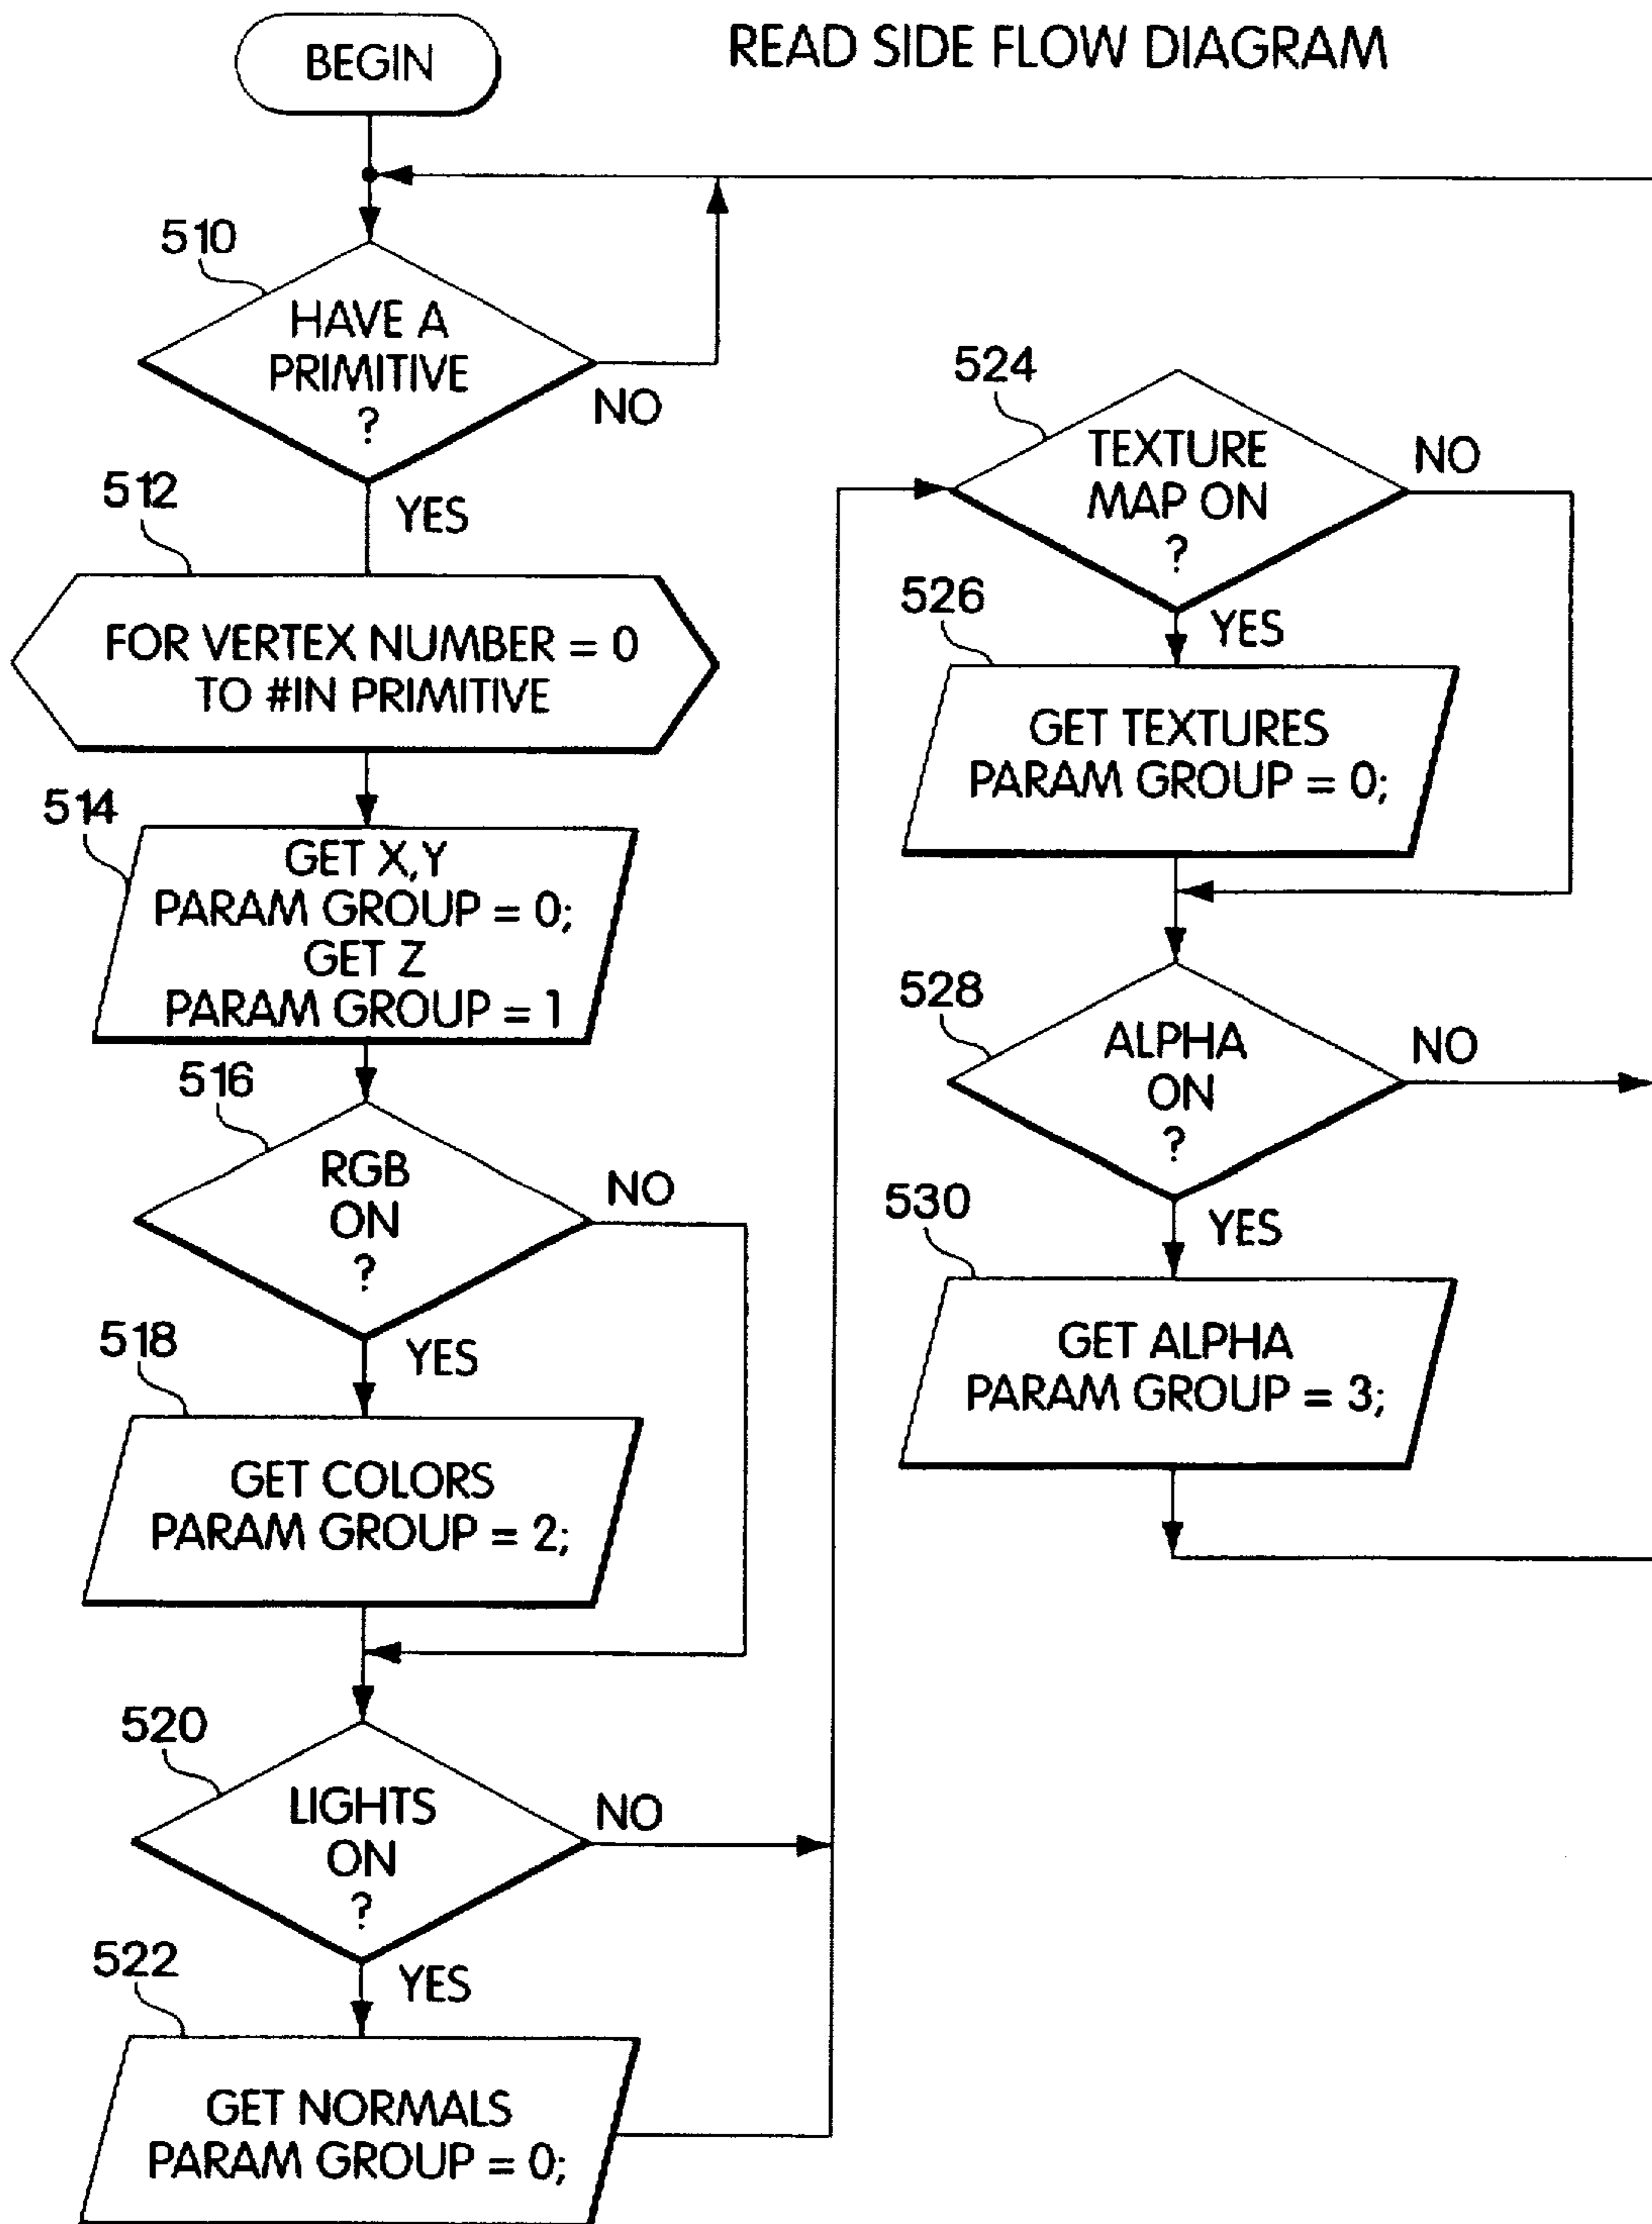 READ SIDE FLOW DIAGRAM
BEGIN
510
HAVE A
PRIMITIVE
?
NO
YES
512
FOR VERTEX NUMBER = 0
TO #IN PRIMITIVE
514
GET X,Y
PARAM GROUP = 0;
GET Z
PARAM GROUP = 1
516
RGB
ON
?
NO
YES
518
GET COLORS
PARAM GROUP = 2;
520
LIGHTS
ON
?
NO
YES
522
GET NORMALS
PARAM GROUP = 0;
524
TEXTURE
MAP ON
?
NO
YES
526
GET TEXTURES
PARAM GROUP = 0;
528
ALPHA
ON
?
NO
YES
530
GET ALPHA
PARAM GROUP = 3;